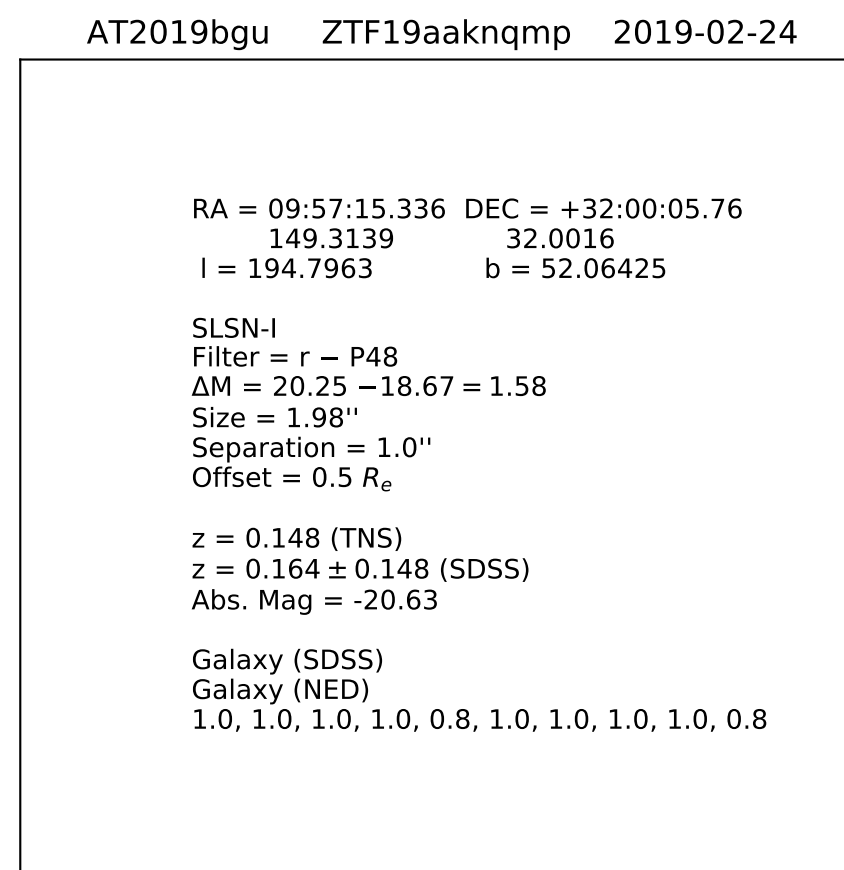 AT2019bgu ZTF19aaknqmp 2019-02-24
RA = 09:57:15.336 DEC = +32:00:05.76
149.3139 32.0016
l = 194.7963 b = 52.06425
SLSN-I
Filter = r − P48
ΔM = 20.25 −18.67 = 1.58
Size = 1.98''
Separation = 1.0''
Offset = 0.5 Re
z = 0.148 (TNS)
z = 0.164 ± 0.148 (SDSS)
Abs. Mag = -20.63
Galaxy (SDSS)
Galaxy (NED)
1.0, 1.0, 1.0, 1.0, 0.8, 1.0, 1.0, 1.0, 1.0, 0.8